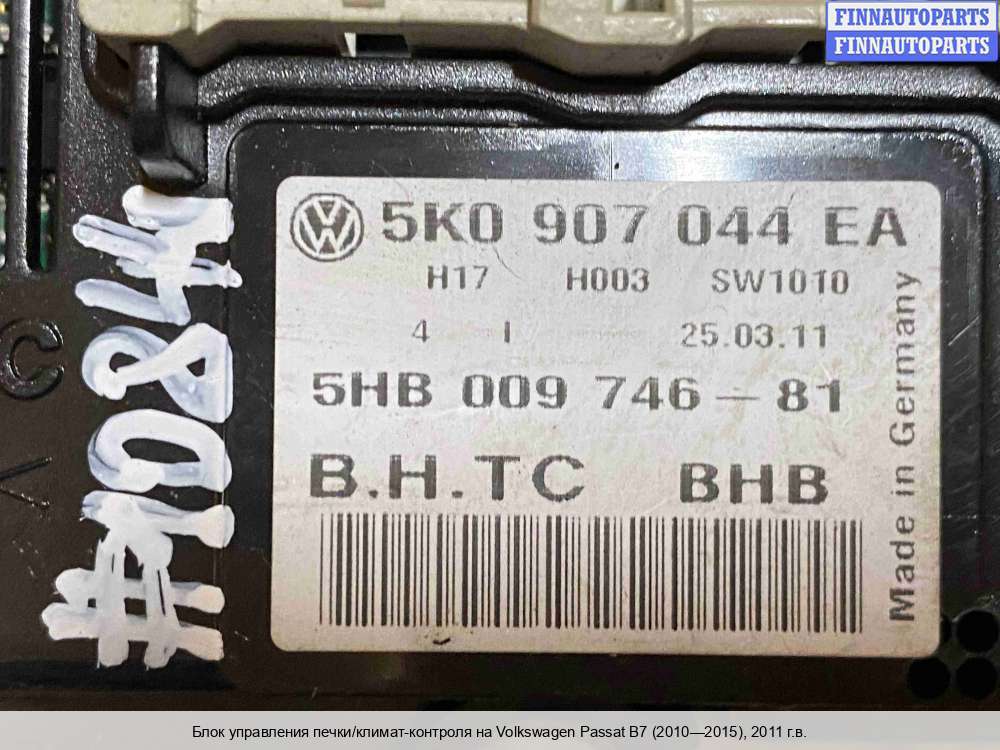 FINNAUTOPARTS
FINNAUTOPARTS
5K0 907 044 EA
H17 H003 SW1010
4 I 25.03.11
5HB 009 746 — 81
B.H.TC BHB
Made in Germany
Блок управления печки/климат-контроля на Volkswagen Passat B7 (2010—2015), 2011 г.в.